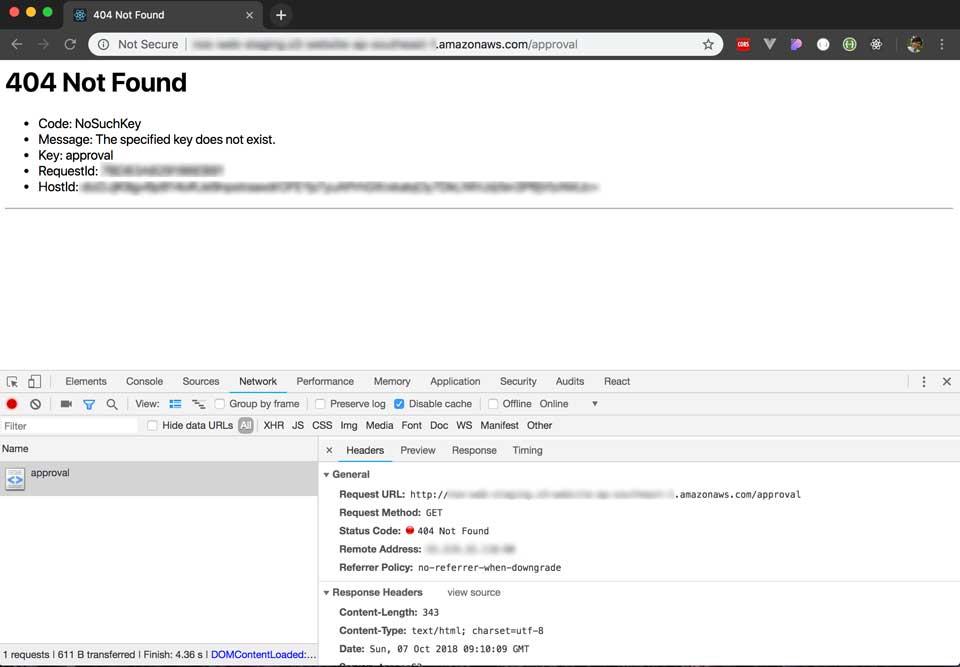 404 Not Found
Not Secure
.amazonaws.com/approval
CORS
404 Not Found
Code: NoSuchKey
Message: The specified key does not exist.
Key: approval
RequestId:
HostId:
Elements Console Sources Network Performance Memory Application Security Audits React
View: Group by frame Preserve log Disable cache Offline Online
Filter Hide data URLs All XHR JS CSS Img Media Font Doc WS Manifest Other
Name
approval
Headers Preview Response Timing
General
Request URL: http:// .amazonaws.com/approval
Request Method: GET
Status Code: 404 Not Found
Remote Address:
Referrer Policy: no-referrer-when-downgrade
Response Headers view source
Content-Length: 343
Content-Type: text/html; charset=utf-8
Date: Sun, 07 Oct 2018 09:10:09 GMT
1 requests | 611 B transferred | Finish: 4.36 s | DOMContentLoaded:...